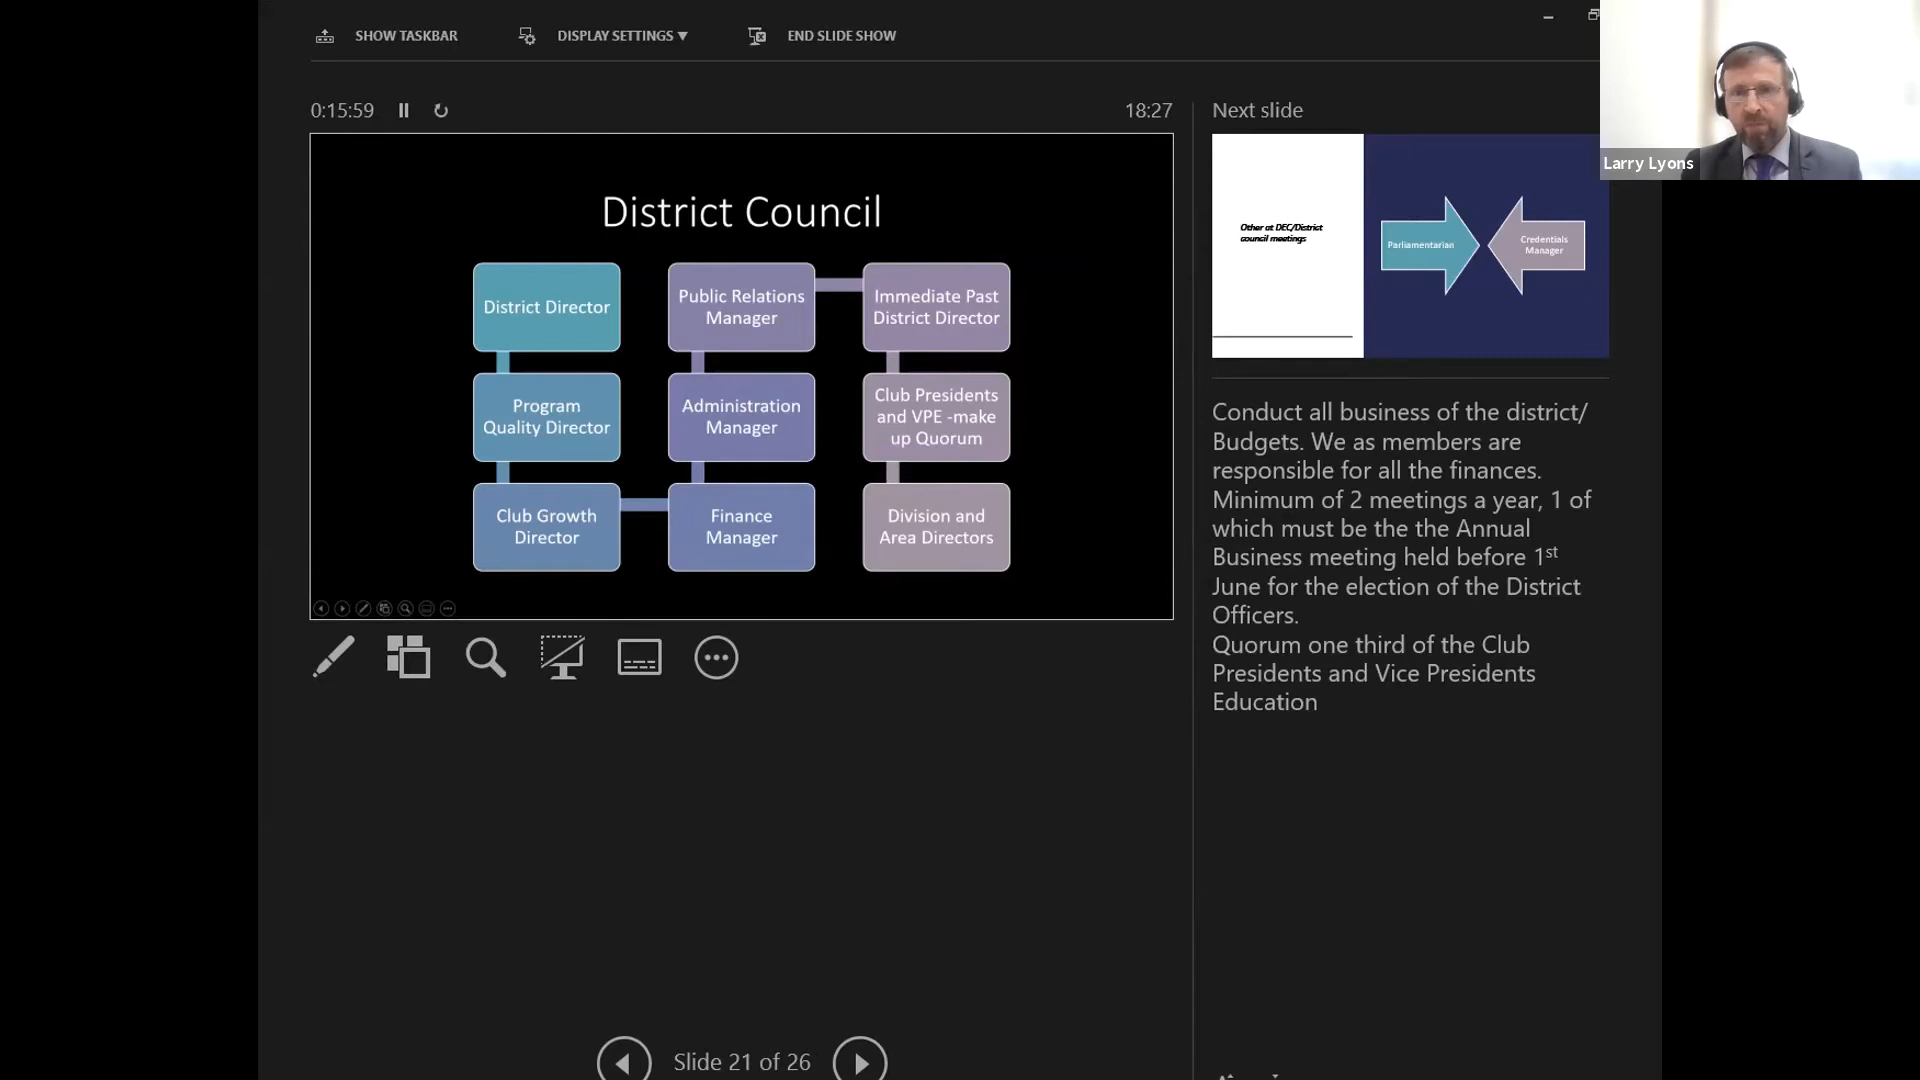 SHOW TASKBAR
DISPLAY SETTINGS ▼
END SLIDE SHOW
0:15:59
18:27
District Council
District Director
Program
Quality Director
Club Growth
Director
Finance
Manager
Administration
Manager
Public Relations
Manager
Immediate Past
District Director
Club Presidents
and VPE -make
up Quorum
Division and
Area Directors
Slide 21 of 26
Next slide
Other at DEC/District
council meetings
Parliamentarian
Credentials
Manager
Larry Lyons
Conduct all business of the district/
Budgets. We as members are
responsible for all the finances.
Minimum of 2 meetings a year, 1 of
which must be the the Annual
Business meeting held before 1st
June for the election of the District
Officers.
Quorum one third of the Club
Presidents and Vice Presidents
Education